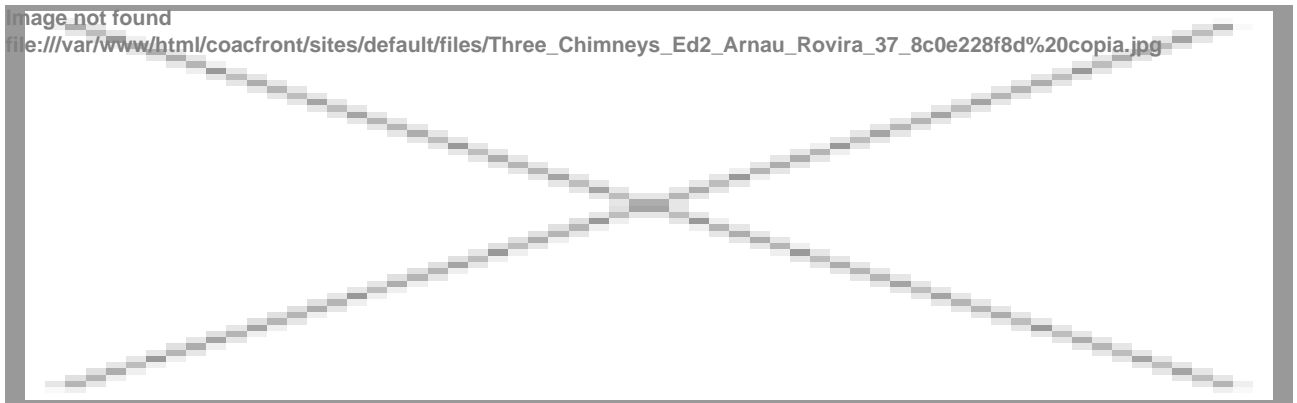 Image not found
file:///var/www/html/coacfront/sites/default/files/Three_Chimneys_Ed2_Arnau_Rovira_37_8c0e228f8d%20copia.jpg